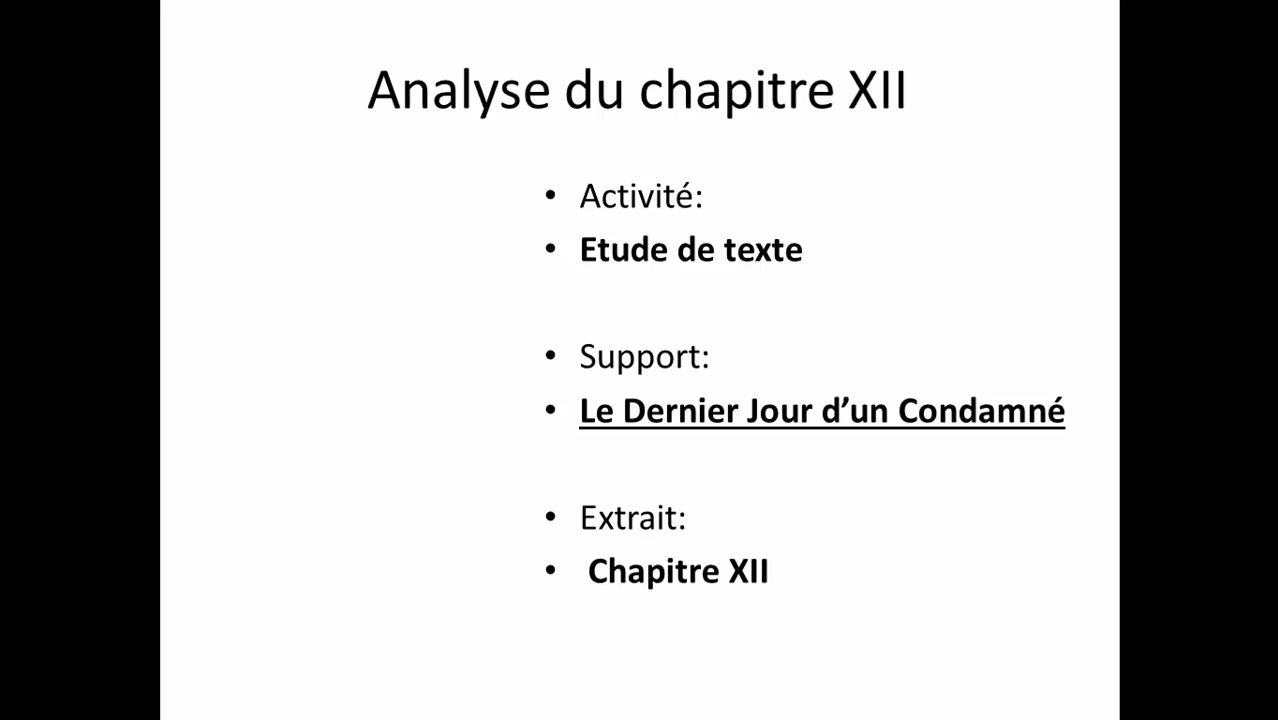 Analyse du chapitre XII
• Activité:
• Etude de texte
• Support:
• Le Dernier Jour d’un Condamné
• Extrait:
• Chapitre XII